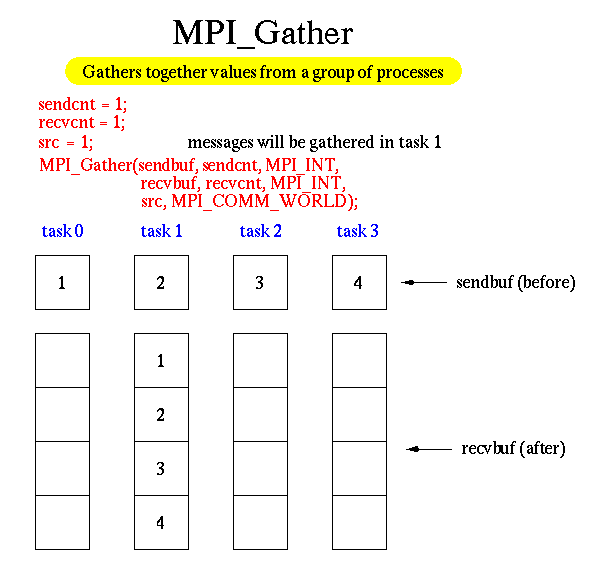 MPI_Gather
Gathers together values from a group of processes
sendcnt = 1;
recvcnt = 1;
src = 1; messages will be gathered in task 1
MPI_Gather(sendbuf, sendcnt, MPI_INT,
recvbuf, recvcnt, MPI_INT,
src, MPI_COMM_WORLD);
task 0 task 1 task 2 task 3
1 2 3 4 sendbuf (before)
1
2
3
recvbuf (after)
4